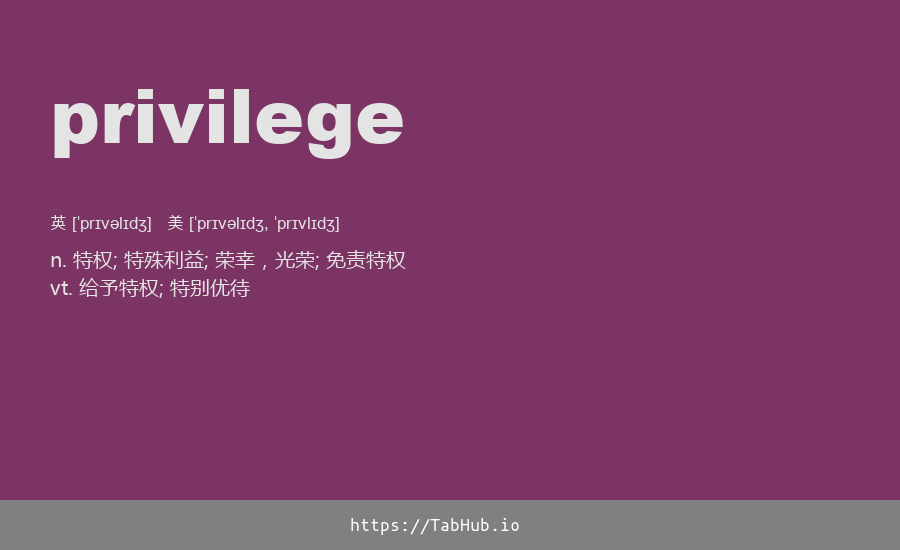 privilege
英 [ˈprɪvəlɪdʒ] 美 [ˈprɪvəlɪdʒ, ˈprɪvlɪdʒ]
n. 特权; 特殊利益; 荣幸，光荣; 免责特权
vt. 给予特权; 特别优待
https://TabHub.io